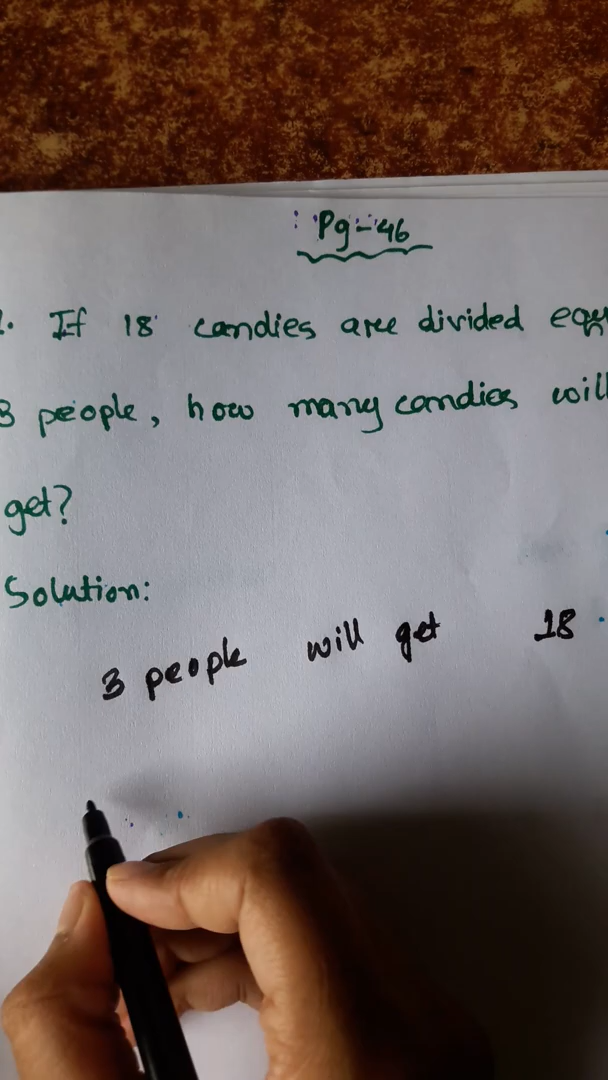 Pg-46
If 18 candies are divided
3 people, how many candies will
get?
Solution:
3 people will get 18